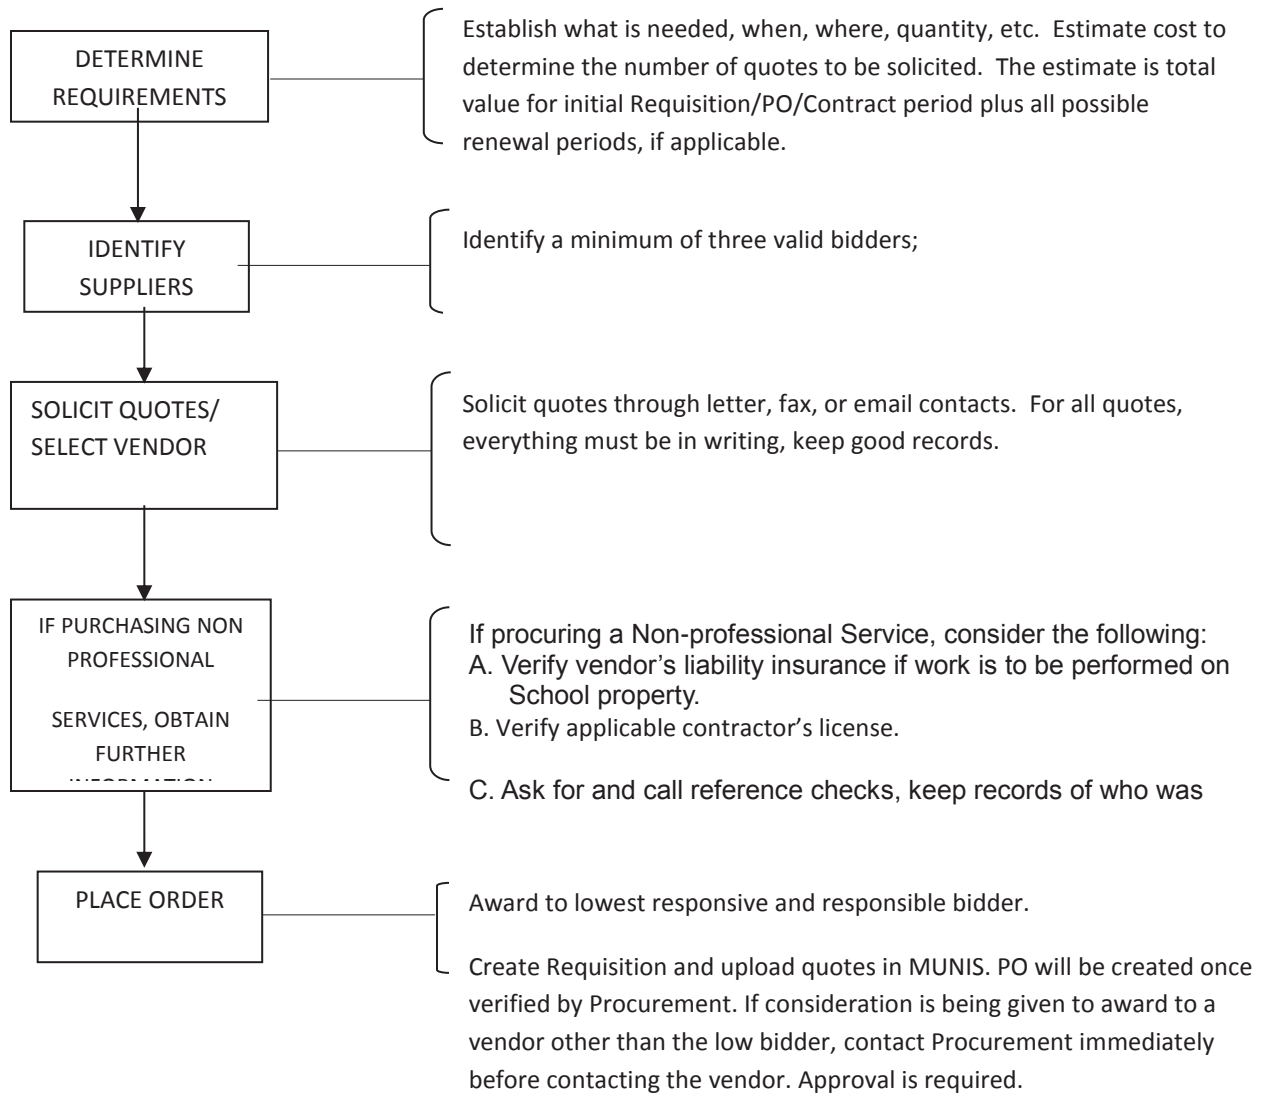 DETERMINE
REQUIREMENTS
Establish what is needed, when, where, quantity, etc.  Estimate cost to
determine the number of quotes to be solicited.  The estimate is total
value for initial Requisition/PO/Contract period plus all possible
renewal periods, if applicable.
IDENTIFY
SUPPLIERS
Identify a minimum of three valid bidders;
SOLICIT QUOTES/
SELECT VENDOR
Solicit quotes through letter, fax, or email contacts.  For all quotes,
everything must be in writing, keep good records.
IF PURCHASING NON
PROFESSIONAL
SERVICES, OBTAIN
FURTHER
INFORMATION
If procuring a Non-professional Service, consider the following:
A. Verify vendor’s liability insurance if work is to be performed on
School property.
B. Verify applicable contractor’s license.
C. Ask for and call reference checks, keep records of who was
PLACE ORDER
Award to lowest responsive and responsible bidder.
Create Requisition and upload quotes in MUNIS. PO will be created once
verified by Procurement. If consideration is being given to award to a
vendor other than the low bidder, contact Procurement immediately
before contacting the vendor. Approval is required.